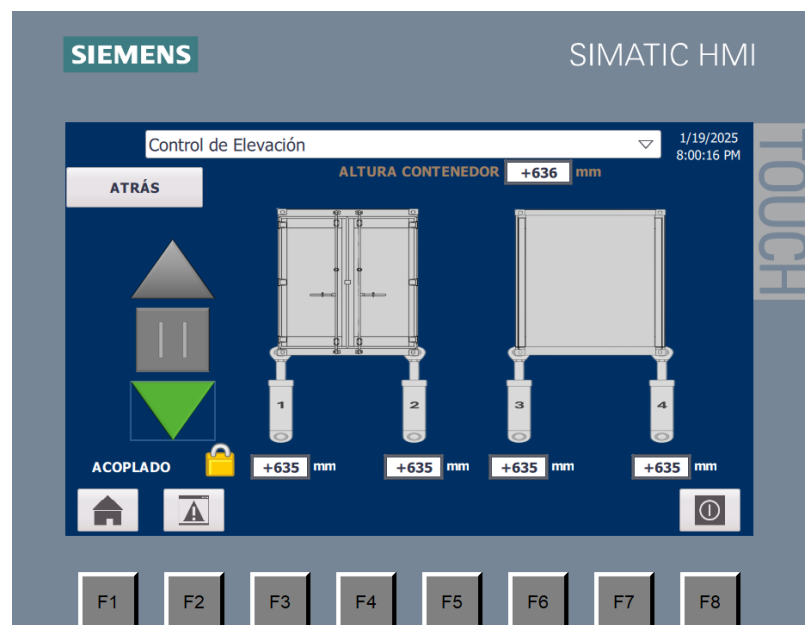 SIEMENS
SIMATIC HMI
TOUCH
Control de Elevación
1/19/2025
8:00:16 PM
ATRÁS
ALTURA CONTENEDOR +636 mm
1
2
3
4
ACOPLADO
+635 mm
+635 mm
+635 mm
+635 mm
F1
F2
F3
F4
F5
F6
F7
F8